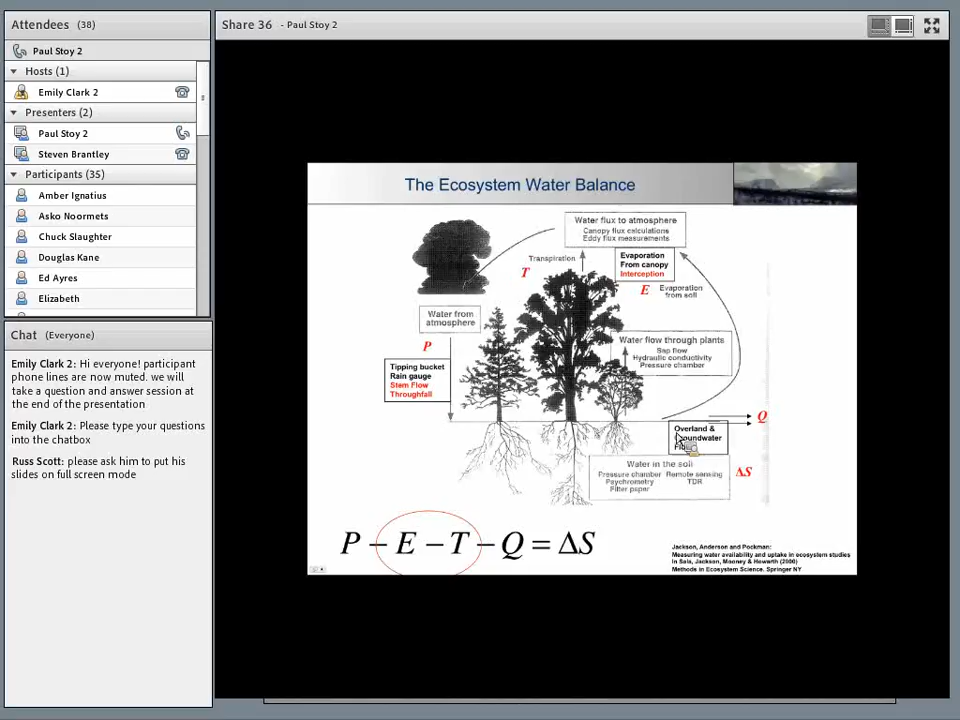 Attendees (38)
Paul Stoy 2
Hosts (1)
Emily Clark 2
Presenters (2)
Paul Stoy 2
Steven Brantley
Participants (35)
Amber Ignatius
Asko Noormets
Chuck Slaughter
Douglas Kane
Ed Ayres
Elizabeth
Chat (Everyone)
Emily Clark 2: Hi everyone! participant
phone lines are now muted. we will
take a question and answer session at
the end of the presentation
Emily Clark 2: Please type your questions
into the chatbox
Russ Scott: please ask him to put his
slides on full screen mode
Share 36 - Paul Stoy 2
The Ecosystem Water Balance
Water flux to atmosphere
Canopy flux calculations
Eddy flux measurements
Transpiration
T
Evaporation
From canopy
Interception
E
Evaporation
from soil
Water from
atmosphere
P
Tipping bucket
Rain gauge
Stem Flow
Throughfall
Water flow through plants
Sap flow
Hydraulic conductivity
Pressure chamber
Q
Overland &
Water in the soil
Pressure chamber Remote sensing
Psychrometry TDR
Filter paper
ΔS
P − E − T − Q = ΔS
Jackson, Anderson and Pockman:
Measuring water availability and uptake in ecosystem studies
In Sala, Jackson, Mooney & Howarth (2000)
Methods in Ecosystem Science. Springer NY